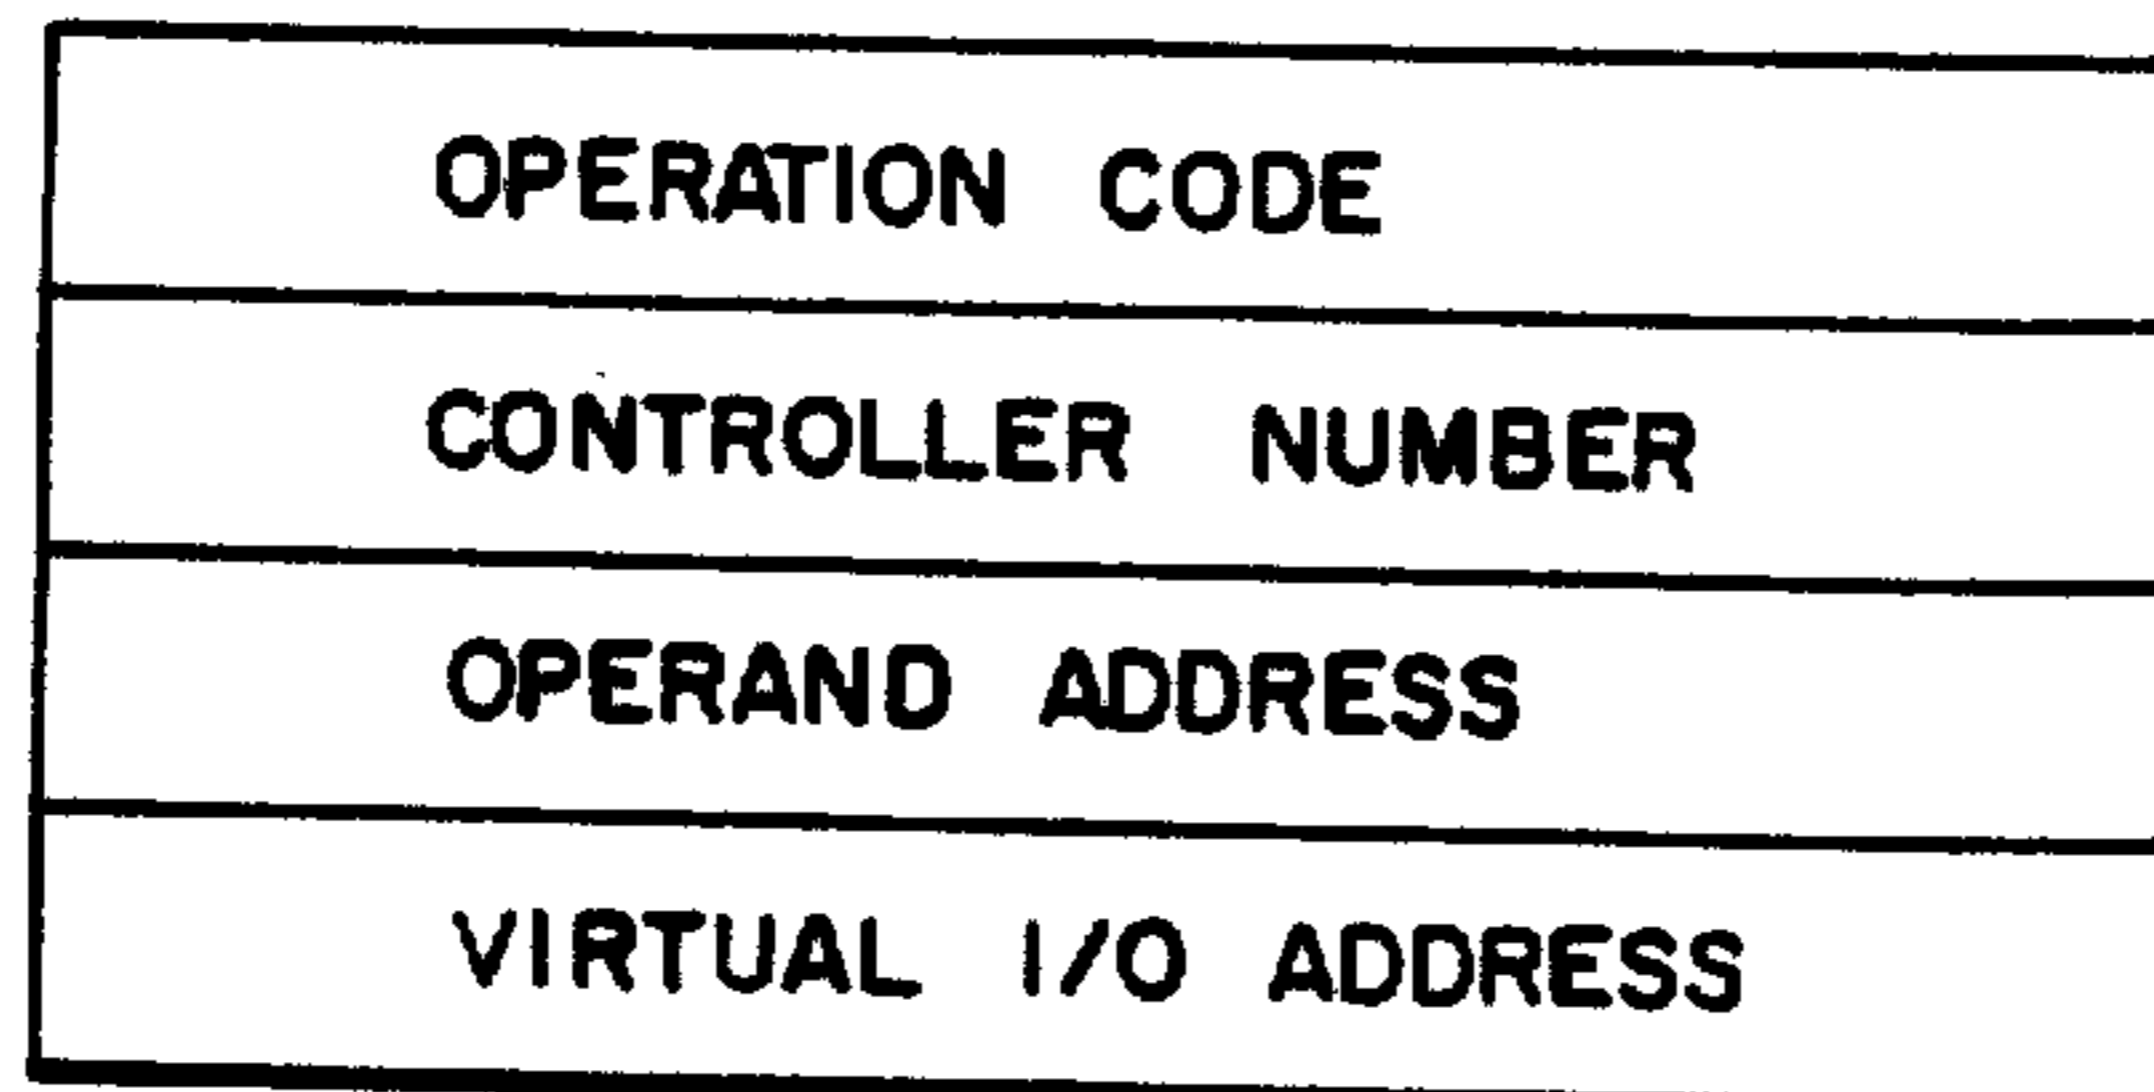 OPERATION CODE
CONTROLLER NUMBER
OPERAND ADDRESS
VIRTUAL I/O ADDRESS